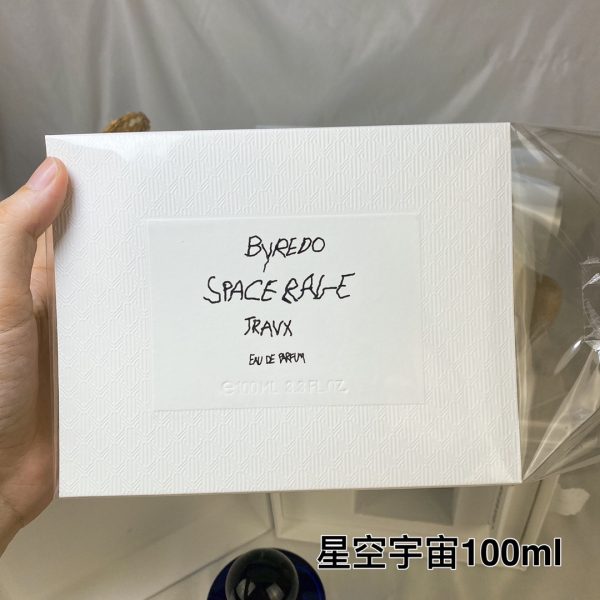 BYREDO
SPACE RAGE
TRAVX
EAU DE PARFUM
℮100 ML 3.3 FL.OZ.
星空宇宙100ml